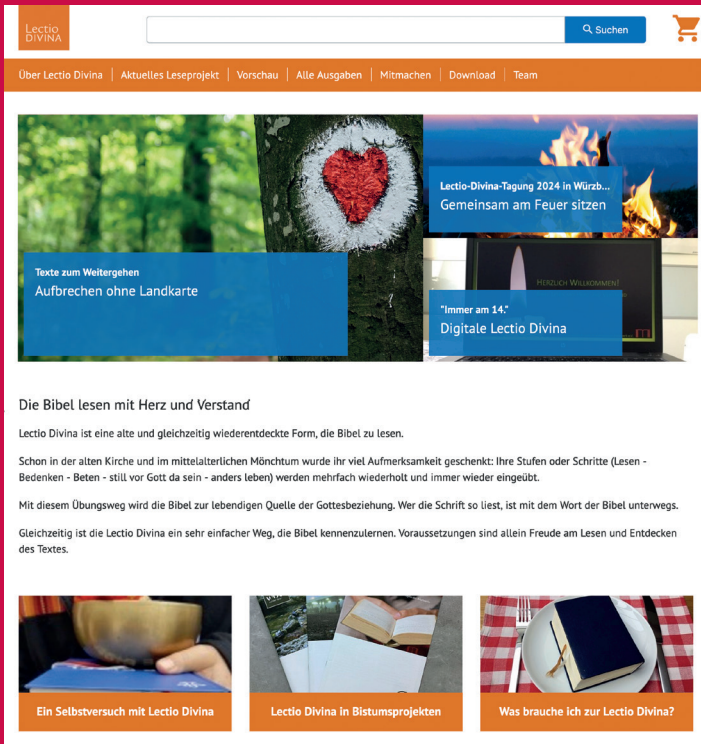 Lectio
DIVINA
Suchen
Über Lectio Divina | Aktuelles Leseprojekt | Vorschau | Alle Ausgaben | Mitmachen | Download | Team
Texte zum Weitergehen
Aufbrechen ohne Landkarte
Lectio-Divina-Tagung 2024 in Würzb...
Gemeinsam am Feuer sitzen
HERZLICH WILLKOMMEN!
"Immer am 14."
Digitale Lectio Divina
Die Bibel lesen mit Herz und Verstand
Lectio Divina ist eine alte und gleichzeitig wiederentdeckte Form, die Bibel zu lesen.
Schon in der alten Kirche und im mittelalterlichen Mönchtum wurde ihr viel Aufmerksamkeit geschenkt: Ihre Stufen oder Schritte (Lesen -
Bedenken - Beten - still vor Gott da sein - anders leben) werden mehrfach wiederholt und immer wieder eingeübt.
Mit diesem Übungsweg wird die Bibel zur lebendigen Quelle der Gottesbeziehung. Wer die Schrift so liest, ist mit dem Wort der Bibel unterwegs.
Gleichzeitig ist die Lectio Divina ein sehr einfacher Weg, die Bibel kennenzulernen. Voraussetzungen sind allein Freude am Lesen und Entdecken
des Textes.
Ein Selbstversuch mit Lectio Divina
Lectio Divina in Bistumsprojekten
Was brauche ich zur Lectio Divina?